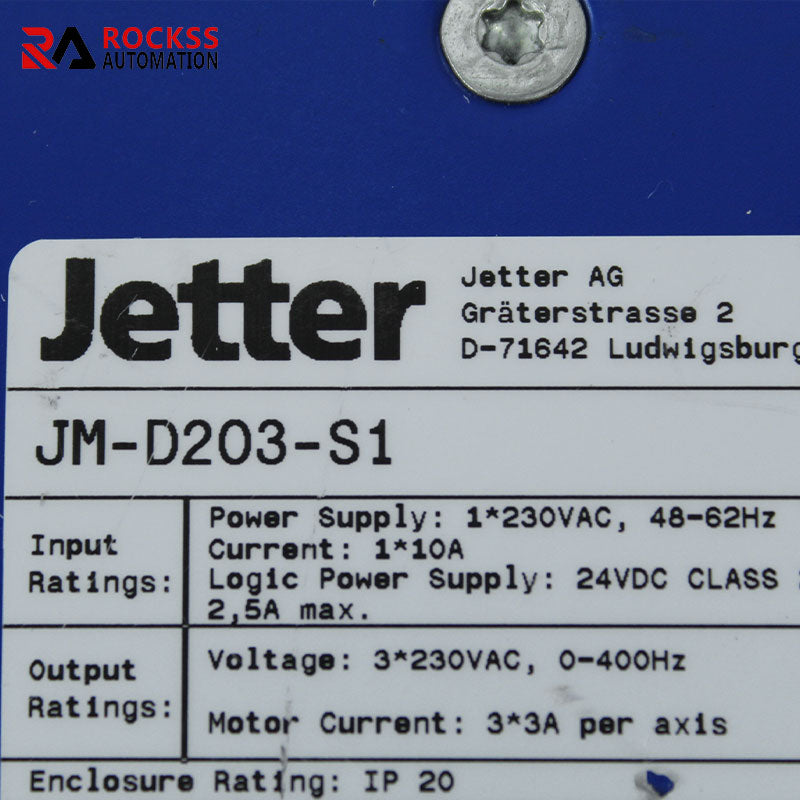 RA ROCKSS
AUTOMATION
Jetter
Jetter AG
Gräterstrasse 2
D-71642 Ludwigsburg
JM-D203-S1
Input
Ratings:
Power Supply: 1*230VAC, 48-62Hz
Current: 1*10A
Logic Power Supply: 24VDC CLASS
2,5A max.
Output
Ratings:
Voltage: 3*230VAC, 0-400Hz
Motor Current: 3*3A per axis
Enclosure Rating: IP 20